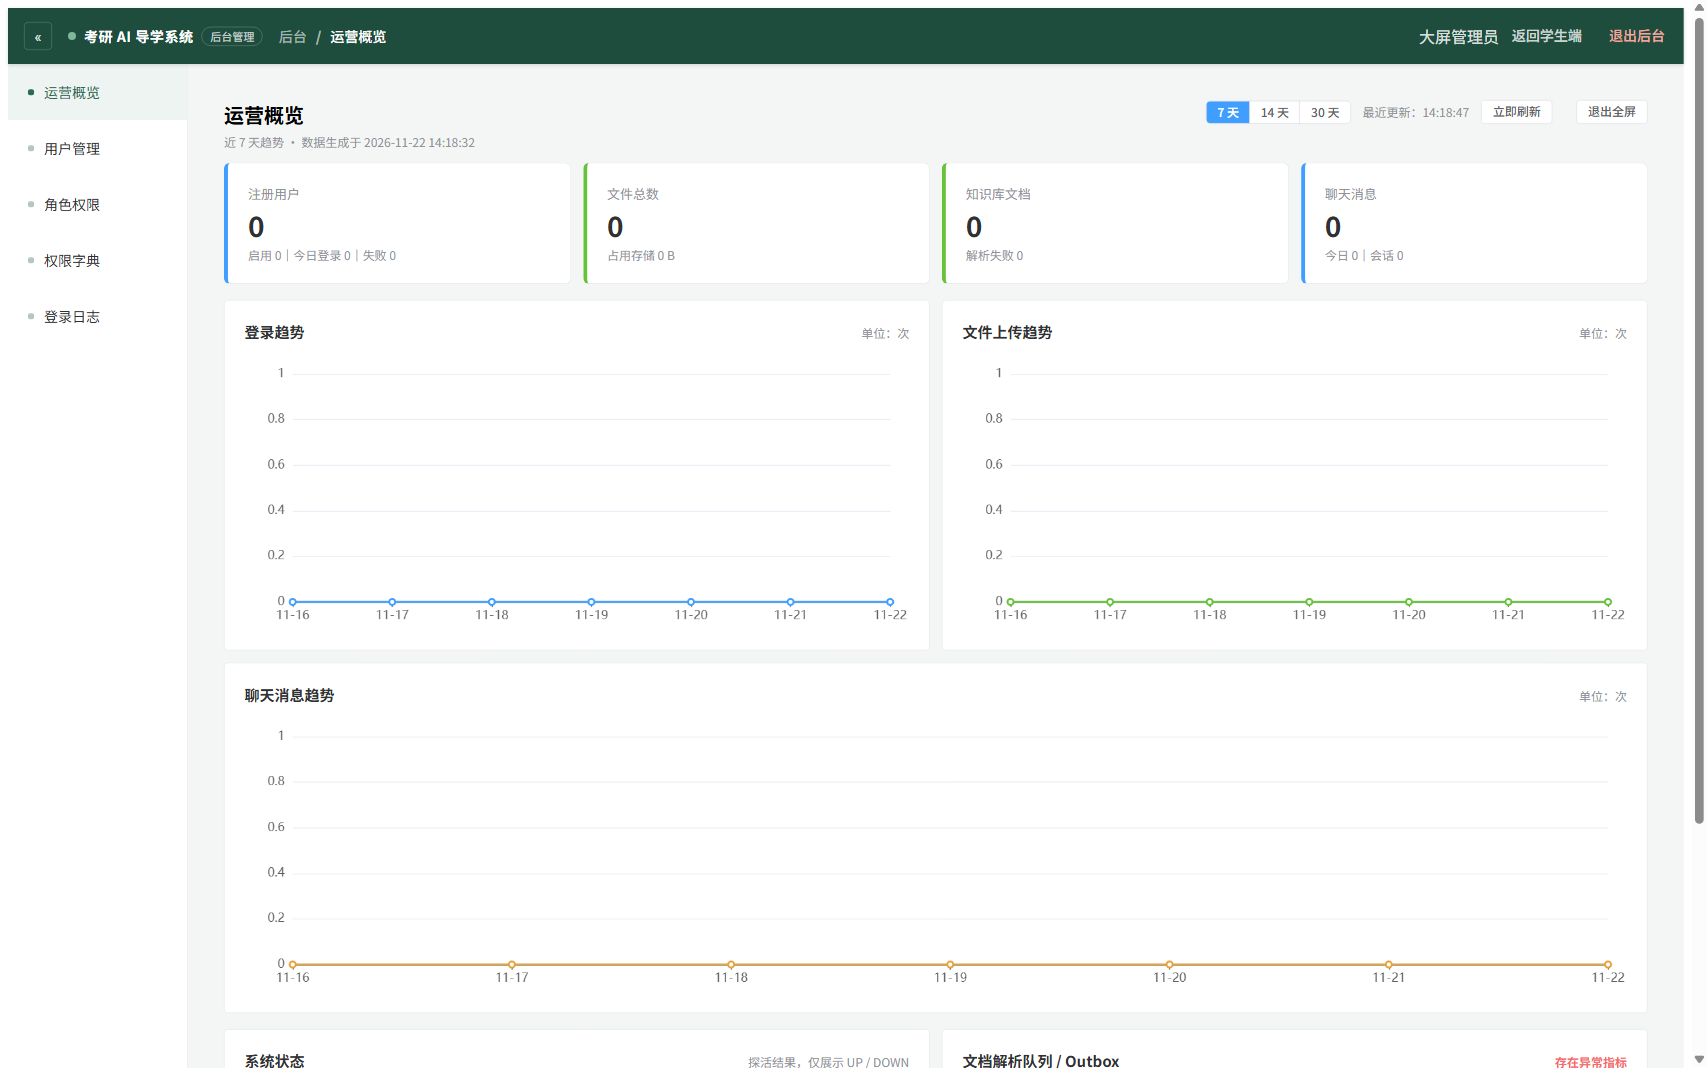 « 考研 AI 导学系统 后台管理 后台 / 运营概览 大屏管理员 返回学生端 退出后台
运营概览
用户管理
角色权限
权限字典
登录日志
运营概览
7 天 14 天 30 天 最近更新：14:18:47 立即刷新 退出全屏
近 7 天趋势 · 数据生成于 2026-11-22 14:18:32
注册用户
0
启用 0｜今日登录 0｜失败 0
文件总数
0
占用存储 0 B
知识库文档
0
解析失败 0
聊天消息
0
今日 0｜会话 0
登录趋势 单位：次
1
0.8
0.6
0.4
0.2
0
11-16 11-17 11-18 11-19 11-20 11-21 11-22
文件上传趋势 单位：次
1
0.8
0.6
0.4
0.2
0
11-16 11-17 11-18 11-19 11-20 11-21 11-22
聊天消息趋势 单位：次
1
0.8
0.6
0.4
0.2
0
11-16 11-17 11-18 11-19 11-20 11-21 11-22
系统状态 探活结果，仅展示 UP / DOWN
文档解析队列 / Outbox 存在异常指标